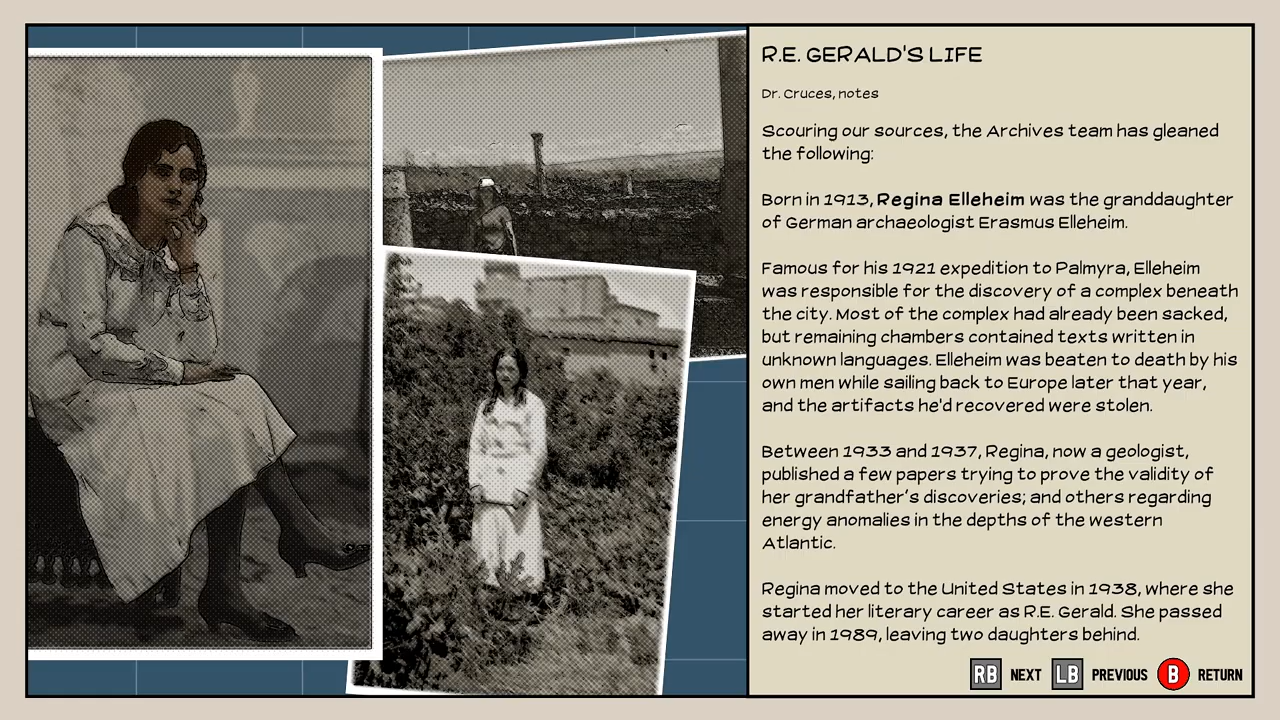 R.E. GERALD'S LIFE
Dr. Cruces, notes
Scouring our sources, the Archives team has gleaned
the following:
Born in 1913, Regina Elleheim was the granddaughter
of German archaeologist Erasmus Elleheim.
Famous for his 1921 expedition to Palmyra, Elleheim
was responsible for the discovery of a complex beneath
the city. Most of the complex had already been sacked,
but remaining chambers contained texts written in
unknown languages. Elleheim was beaten to death by his
own men while sailing back to Europe later that year,
and the artifacts he'd recovered were stolen.
Between 1933 and 1937, Regina, now a geologist,
published a few papers trying to prove the validity of
her grandfather's discoveries; and others regarding
energy anomalies in the depths of the western
Atlantic.
Regina moved to the United States in 1938, where she
started her literary career as R.E. Gerald. She passed
away in 1989, leaving two daughters behind.
RB NEXT LB PREVIOUS B RETURN